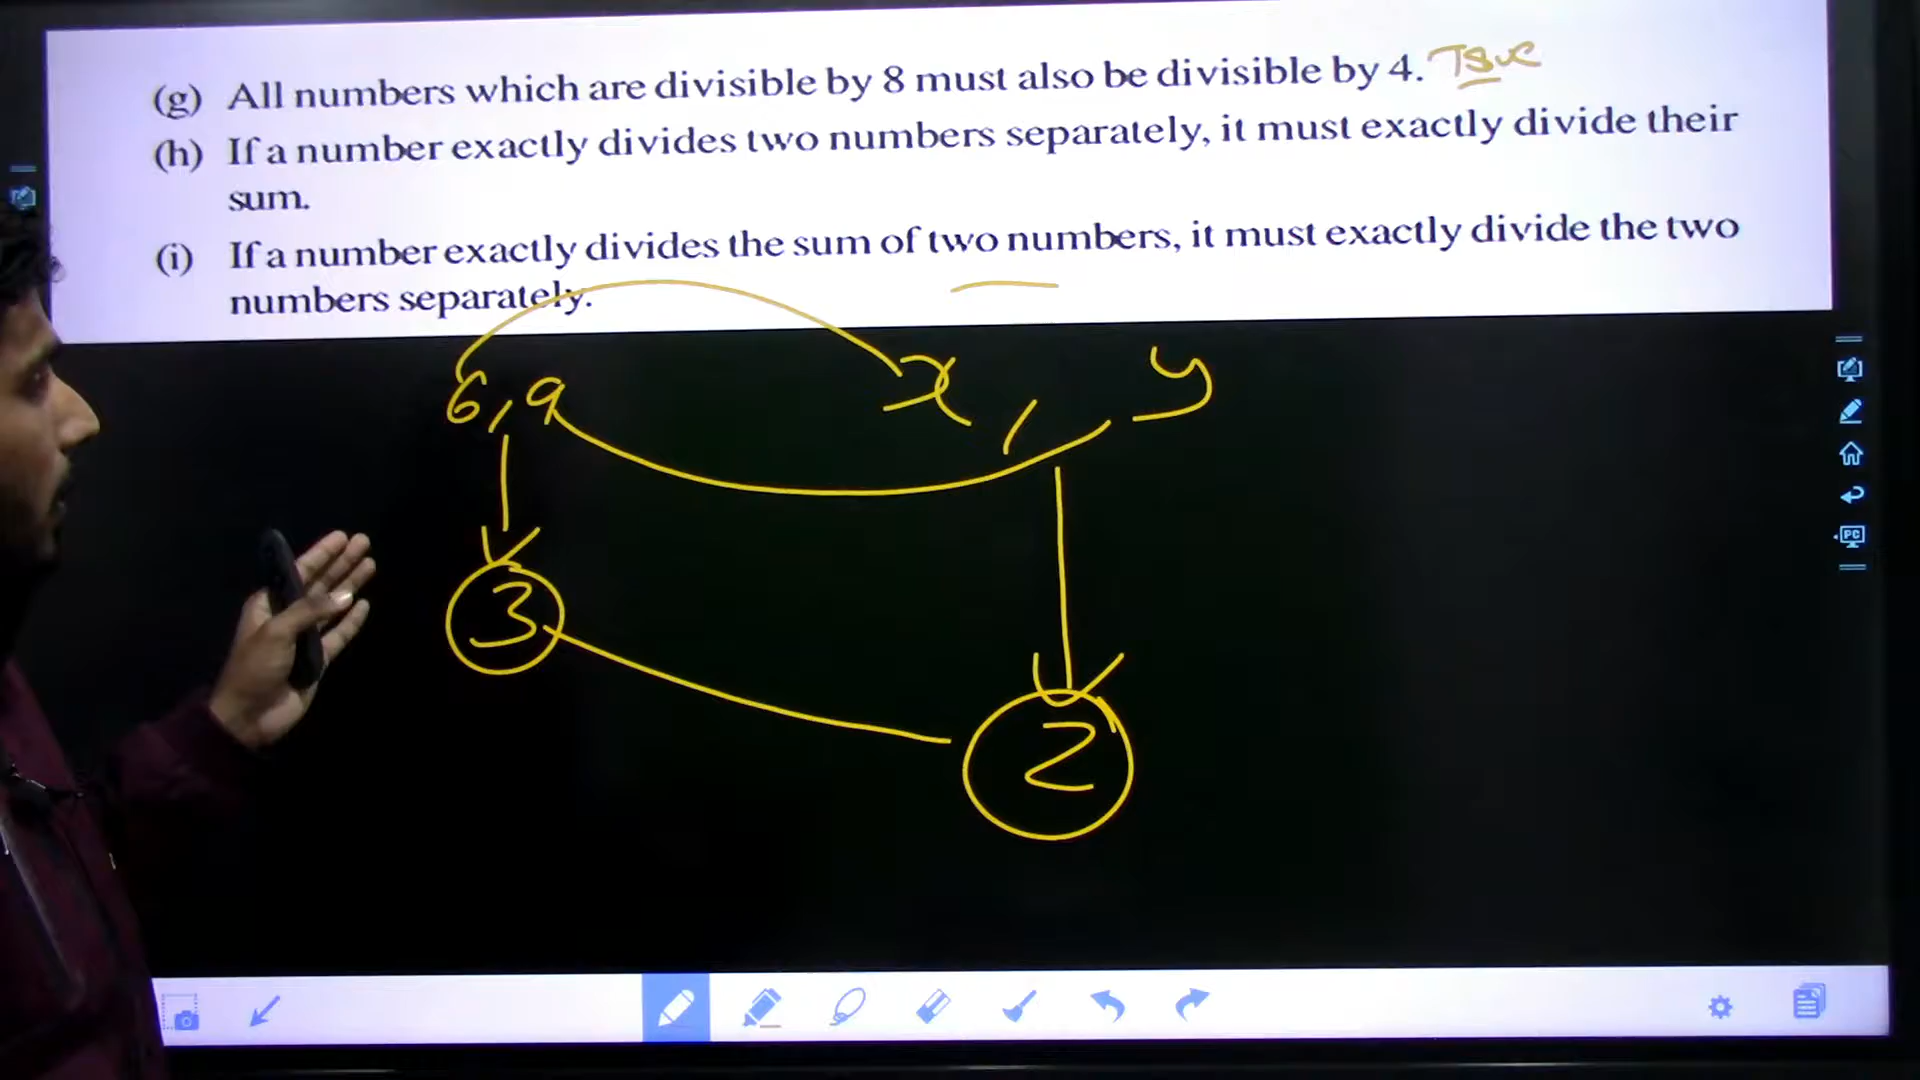 (g) All numbers which are divisible by 8 must also be divisible by 4. True
(h) If a number exactly divides two numbers separately, it must exactly divide their
sum.
(i) If a number exactly divides the sum of two numbers, it must exactly divide the two
numbers separately.
6, 9 x, y
3
2
PC